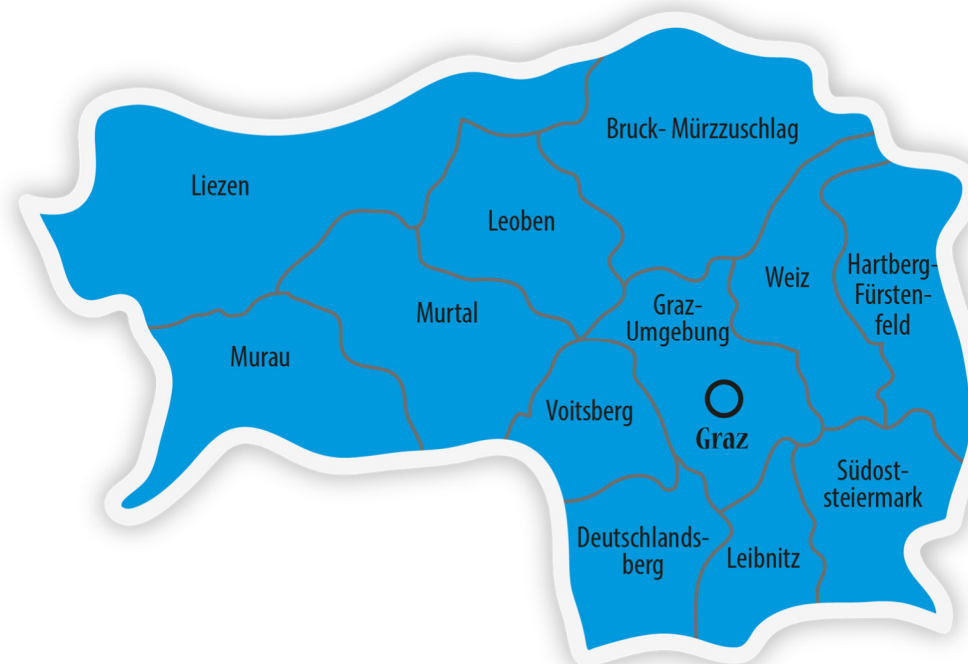 Bruck- Mürzzuschlag
Liezen
Leoben
Hartberg-
Fürsten-
feld
Weiz
Murtal
Graz-
Umgebung
Murau
Voitsberg
Graz
Südost-
steiermark
Deutschlands-
berg
Leibnitz